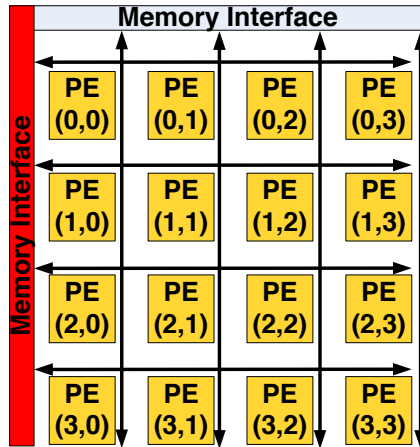 Memory Interface
Memory Interface
PE
(0,0)
PE
(0,1)
PE
(0,2)
PE
(0,3)
PE
(1,0)
PE
(1,1)
PE
(1,2)
PE
(1,3)
PE
(2,0)
PE
(2,1)
PE
(2,2)
PE
(2,3)
PE
(3,0)
PE
(3,1)
PE
(3,2)
PE
(3,3)